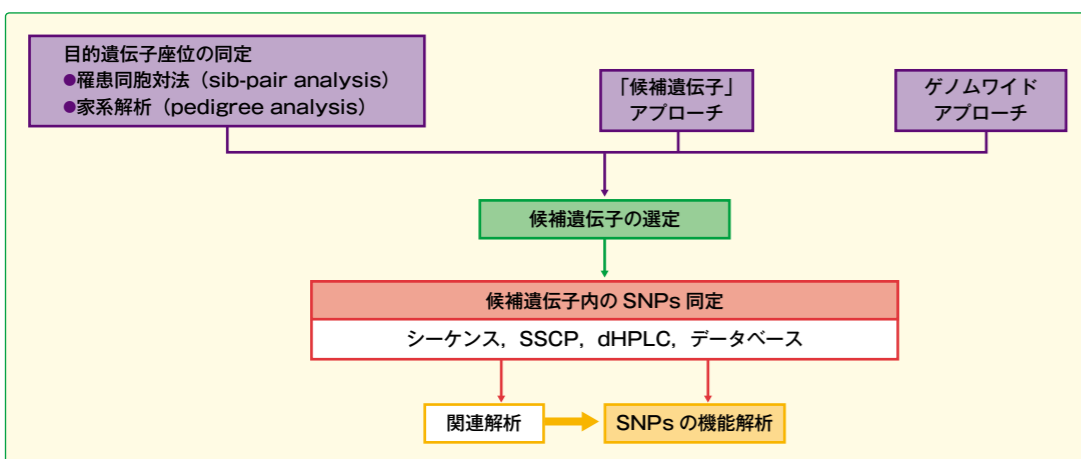 目的遺伝子座位の同定
●罹患同胞対法（sib-pair analysis）
●家系解析（pedigree analysis）
「候補遺伝子」
アプローチ
ゲノムワイド
アプローチ
候補遺伝子の選定
候補遺伝子内の SNPs 同定
シーケンス，SSCP，dHPLC，データベース
関連解析
SNPs の機能解析